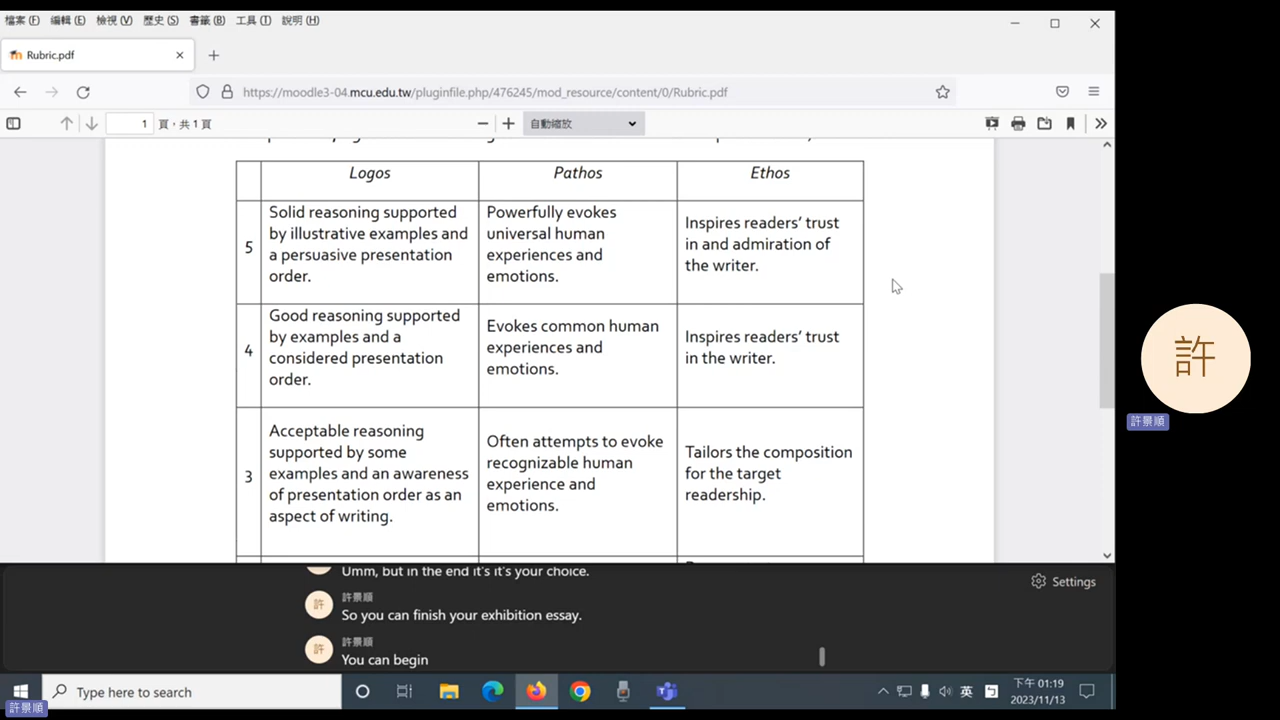 檔案(F) 編輯(E) 檢視(V) 歷史(S) 書籤(B) 工具(T) 說明(H)
Rubric.pdf
https://moodle3-04.mcu.edu.tw/pluginfile.php/476245/mod_resource/content/0/Rubric.pdf
1 頁，共 1 頁
自動縮放
Logos Pathos Ethos
5
Solid reasoning supported
by illustrative examples and
a persuasive presentation
order.
Powerfully evokes
universal human
experiences and
emotions.
Inspires readers’ trust
in and admiration of
the writer.
4
Good reasoning supported
by examples and a
considered presentation
order.
Evokes common human
experiences and
emotions.
Inspires readers’ trust
in the writer.
3
Acceptable reasoning
supported by some
examples and an awareness
of presentation order as an
aspect of writing.
Often attempts to evoke
recognizable human
experience and
emotions.
Tailors the composition
for the target
readership.
許
許景順
Umm, but in the end it's it's your choice.
Settings
許
許景順
So you can finish your exhibition essay.
許
許景順
You can begin
Type here to search
英
下午 01:19
2023/11/13
許景順